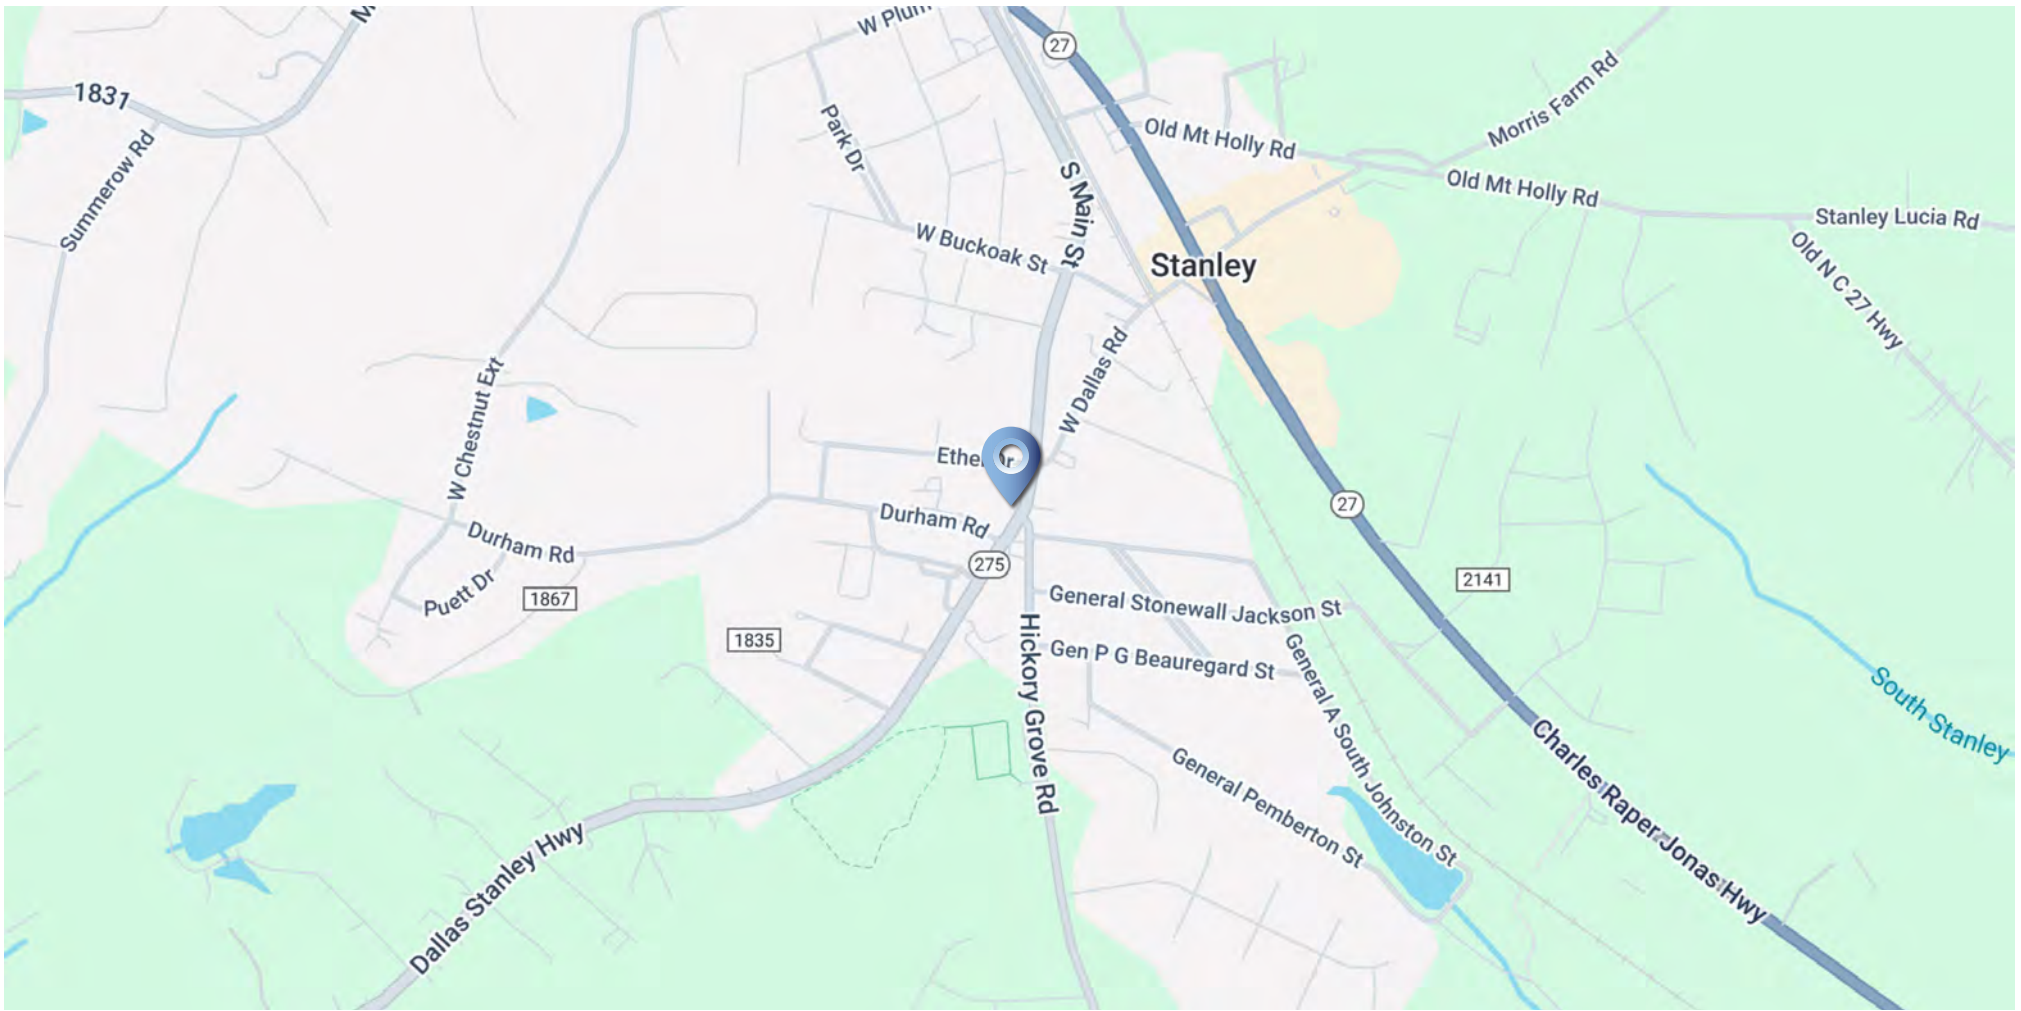 M
W Plum
27
1831
Park Dr
Old Mt Holly Rd
Morris Farm Rd
Summerow Rd
S Main St
Old Mt Holly Rd
Stanley Lucia Rd
W Buckoak St
Stanley
Old N C 27 Hwy
W Dallas Rd
W Chestnut Ext
Ethel Dr
27
Durham Rd
Durham Rd
275
2141
Puett Dr
1867
General Stonewall Jackson St
1835
Hickory Grove Rd
Gen P G Beauregard St
General A South Johnston St
South Stanley
General Pemberton St
Charles Raper Jonas Hwy
Dallas Stanley Hwy